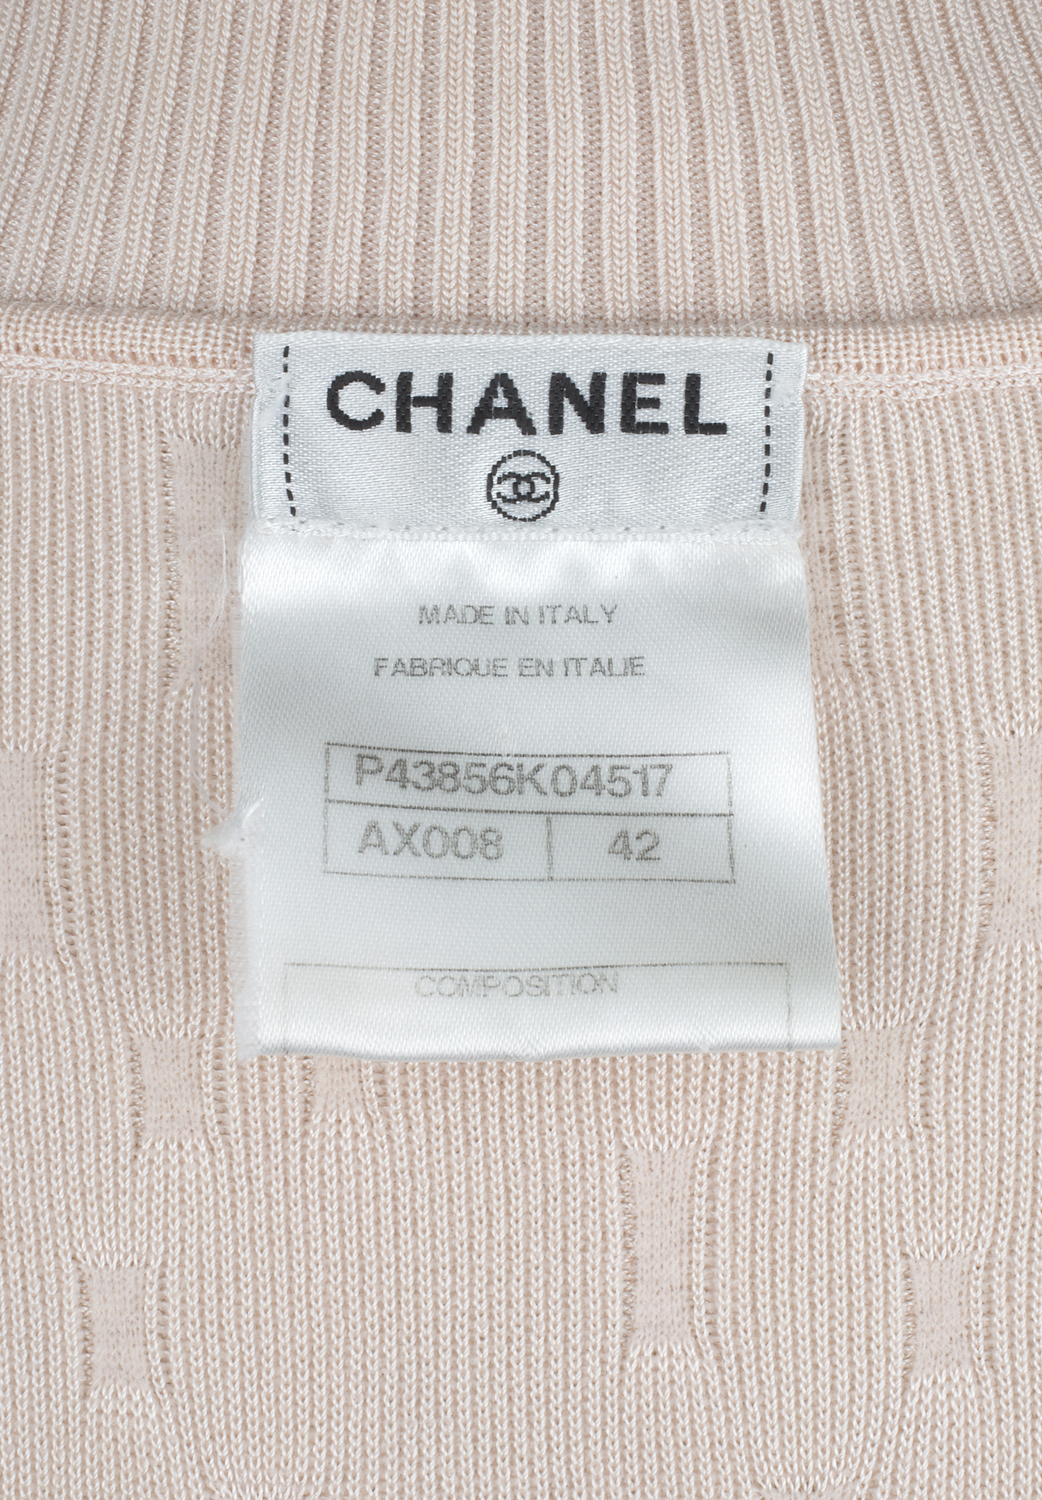 CHANEL
MADE IN ITALY
FABRIQUE EN ITALIE
P43856K04517
AX008 42
COMPOSITION